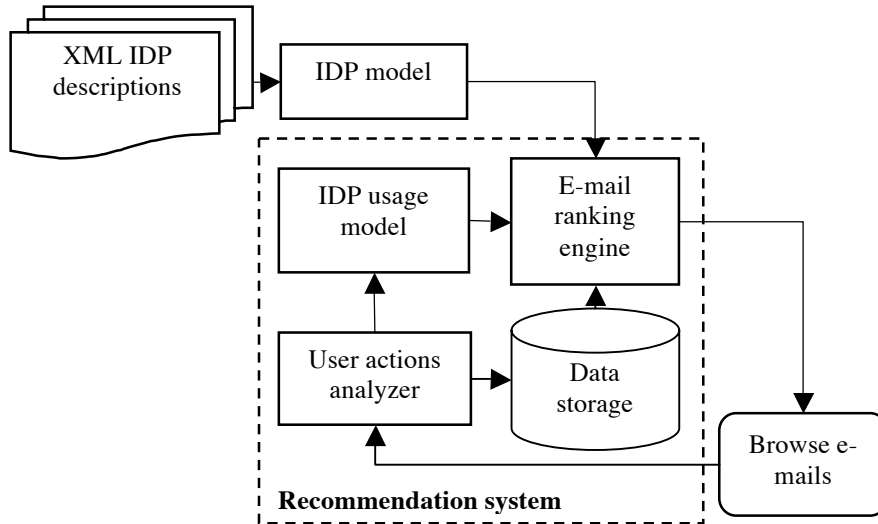 XML IDP
descriptions
IDP model
IDP usage
model
E-mail
ranking
engine
User actions
analyzer
Data
storage
Browse e-
mails
Recommendation system